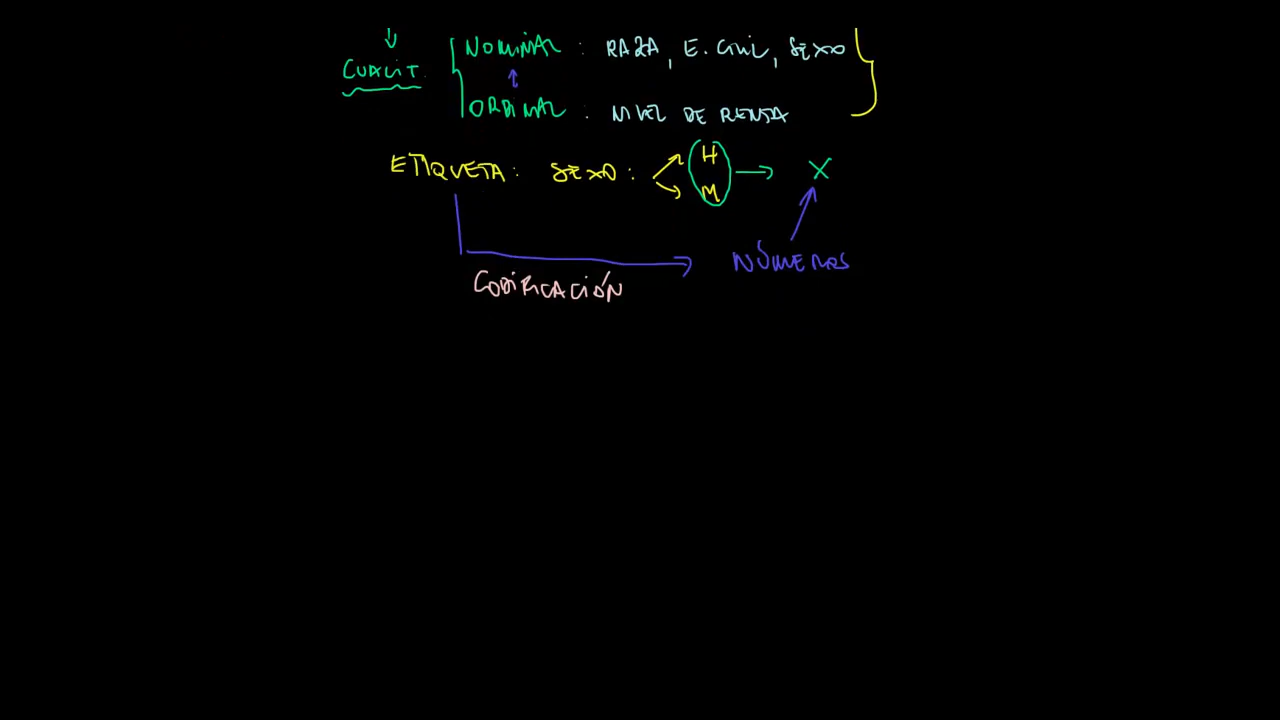 CUALIT. NOMINAL : RAZA, E. CIVIL, SEXO
ORDINAL : NIVEL DE RENTA
ETIQUETA : SEXO : H M → X
NÚMEROS
CODIFICACIÓN